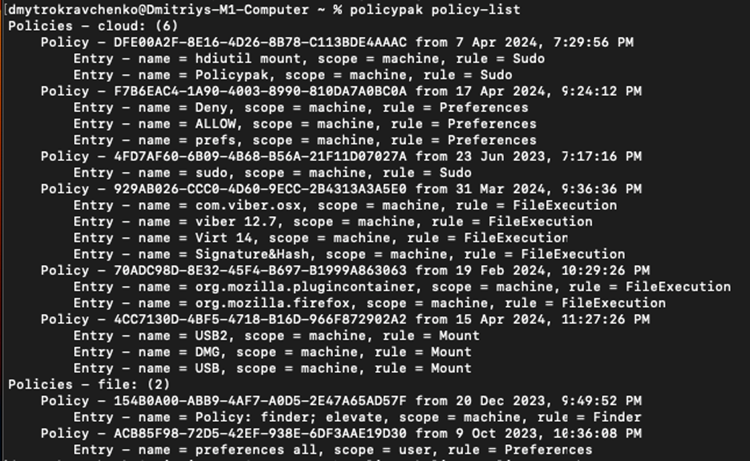 [dmytrokravchenko@Dmitriys-M1-Computer ~ % policypak policy-list
Policies - cloud: (6)
Policy - DFE00A2F-8E16-4D26-8B78-C113BDE4AAAC from 7 Apr 2024, 7:29:56 PM
Entry - name = hdiutil mount, scope = machine, rule = Sudo
Entry - name = Policypak, scope = machine, rule = Sudo
Policy - F7B6EAC4-1A90-4003-8990-810DA7A0BC0A from 17 Apr 2024, 9:24:12 PM
Entry - name = Deny, scope = machine, rule = Preferences
Entry - name = ALLOW, scope = machine, rule = Preferences
Entry - name = prefs, scope = machine, rule = Preferences
Policy - 4FD7AF60-6B09-4B68-B56A-21F11D07027A from 23 Jun 2023, 7:17:16 PM
Entry - name = sudo, scope = machine, rule = Sudo
Policy - 929AB026-CCC0-4D60-9ECC-2B4313A3A5E0 from 31 Mar 2024, 9:36:36 PM
Entry - name = com.viber.osx, scope = machine, rule = FileExecution
Entry - name = viber 12.7, scope = machine, rule = FileExecution
Entry - name = Virt 14, scope = machine, rule = FileExecution
Entry - name = Signature&Hash, scope = machine, rule = FileExecution
Policy - 70ADC98D-8E32-45F4-B697-B1999A863063 from 19 Feb 2024, 10:29:26 PM
Entry - name = org.mozilla.plugincontainer, scope = machine, rule = FileExecution
Entry - name = org.mozilla.firefox, scope = machine, rule = FileExecution
Policy - 4CC7130D-4BF5-4718-B16D-966F872902A2 from 15 Apr 2024, 11:27:26 PM
Entry - name = USB2, scope = machine, rule = Mount
Entry - name = DMG, scope = machine, rule = Mount
Entry - name = USB, scope = machine, rule = Mount
Policies - file: (2)
Policy - 154B0A00-ABB9-4AF7-A0D5-2E47A65AD57F from 20 Dec 2023, 9:49:52 PM
Entry - name = Policy: finder; elevate, scope = machine, rule = Finder
Policy - ACB85F98-72D5-42EF-938E-6DF3AAE19D30 from 9 Oct 2023, 10:36:08 PM
Entry - name = preferences all, scope = user, rule = Preferences